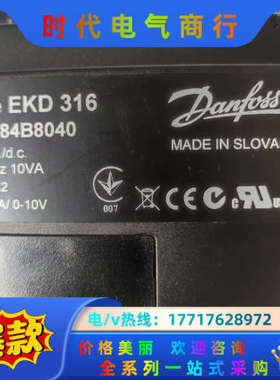 时代电气商行
e EKD 316
84B8040
./d.c.
z 10VA
2
A/ 0-10V
Danfoss
MADE IN SLOVA
007
CE
电/v热线：17717628972
价格美丽 欢迎咨询
全系列一站式采购